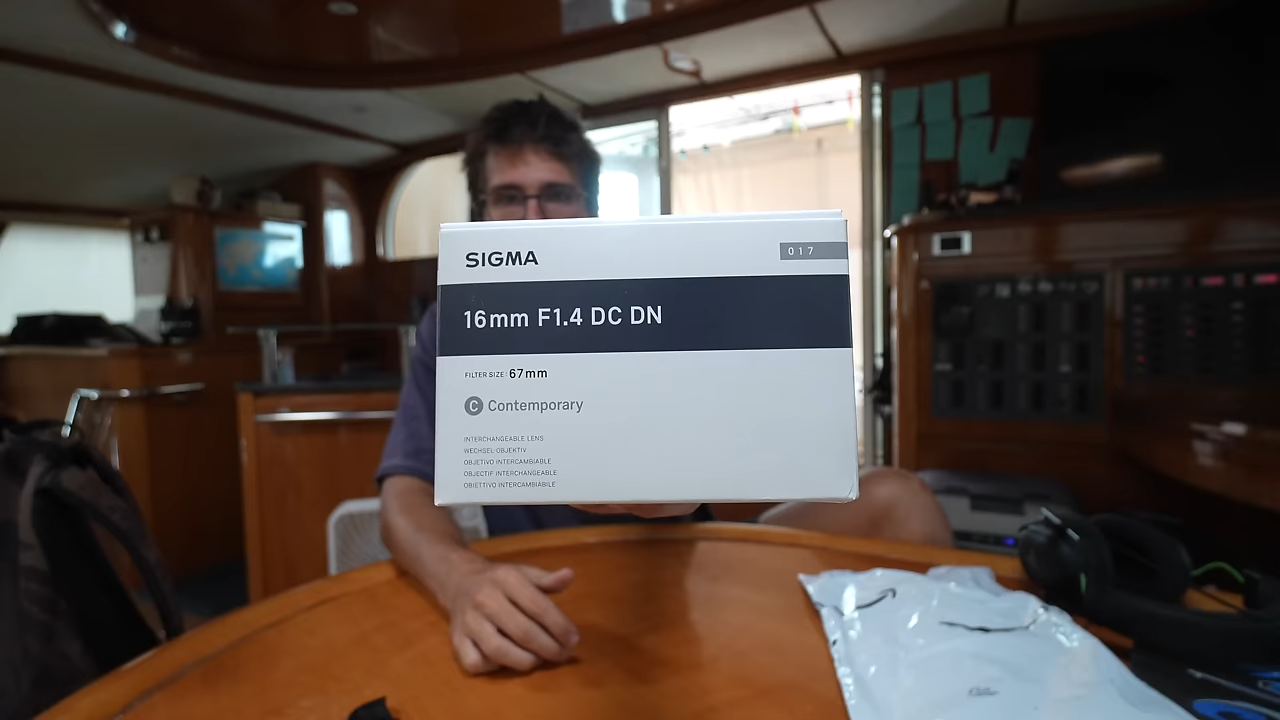 SIGMA
017
16mm F1.4 DC DN
FILTER SIZE: 67mm
C Contemporary
INTERCHANGEABLE LENS
WECHSEL-OBJEKTIV
OBJETIVO INTERCAMBIABLE
OBJECTIF INTERCHANGEABLE
OBIETTIVO INTERCAMBIABILE